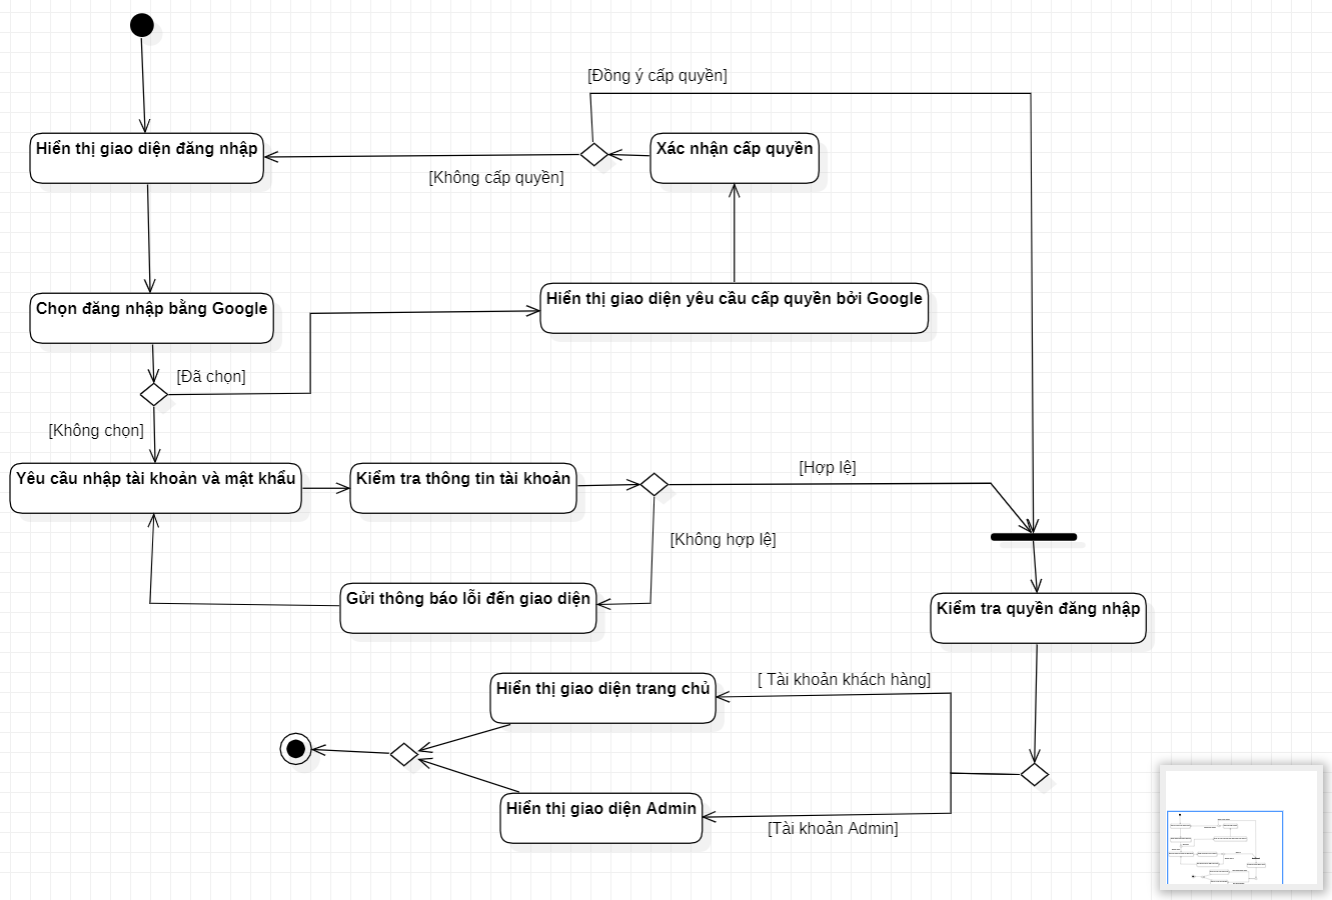 [Đồng ý cấp quyền]
Hiển thị giao diện đăng nhập
Xác nhận cấp quyền
[Không cấp quyền]
Chọn đăng nhập bằng Google
Hiển thị giao diện yêu cầu cấp quyền bởi Google
[Đã chọn]
[Không chọn]
Yêu cầu nhập tài khoản và mật khẩu
Kiểm tra thông tin tài khoản
[Hợp lệ]
[Không hợp lệ]
Gửi thông báo lỗi đến giao diện
Kiểm tra quyền đăng nhập
Hiển thị giao diện trang chủ
[ Tài khoản khách hàng]
Hiển thị giao diện Admin
[Tài khoản Admin]